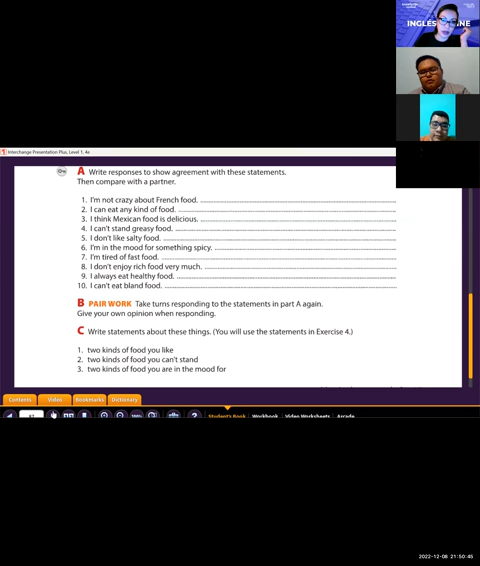 INGLÉS
NE
Interchange Presentation Plus, Level 1, 4e
A Write responses to show agreement with these statements.
Then compare with a partner.
1. I'm not crazy about French food.
2. I can eat any kind of food.
3. I think Mexican food is delicious.
4. I can't stand greasy food.
5. I don't like salty food.
6. I'm in the mood for something spicy.
7. I'm tired of fast food.
8. I don't enjoy rich food very much.
9. I always eat healthy food.
10. I can't eat bland food.
B PAIR WORK Take turns responding to the statements in part A again.
Give your own opinion when responding.
C Write statements about these things. (You will use the statements in Exercise 4.)
1. two kinds of food you like
2. two kinds of food you can't stand
3. two kinds of food you are in the mood for
Contents Video Bookmarks Dictionary
Student's Book Workbook Video Worksheets Arcade
2022-12-08 21:50:45